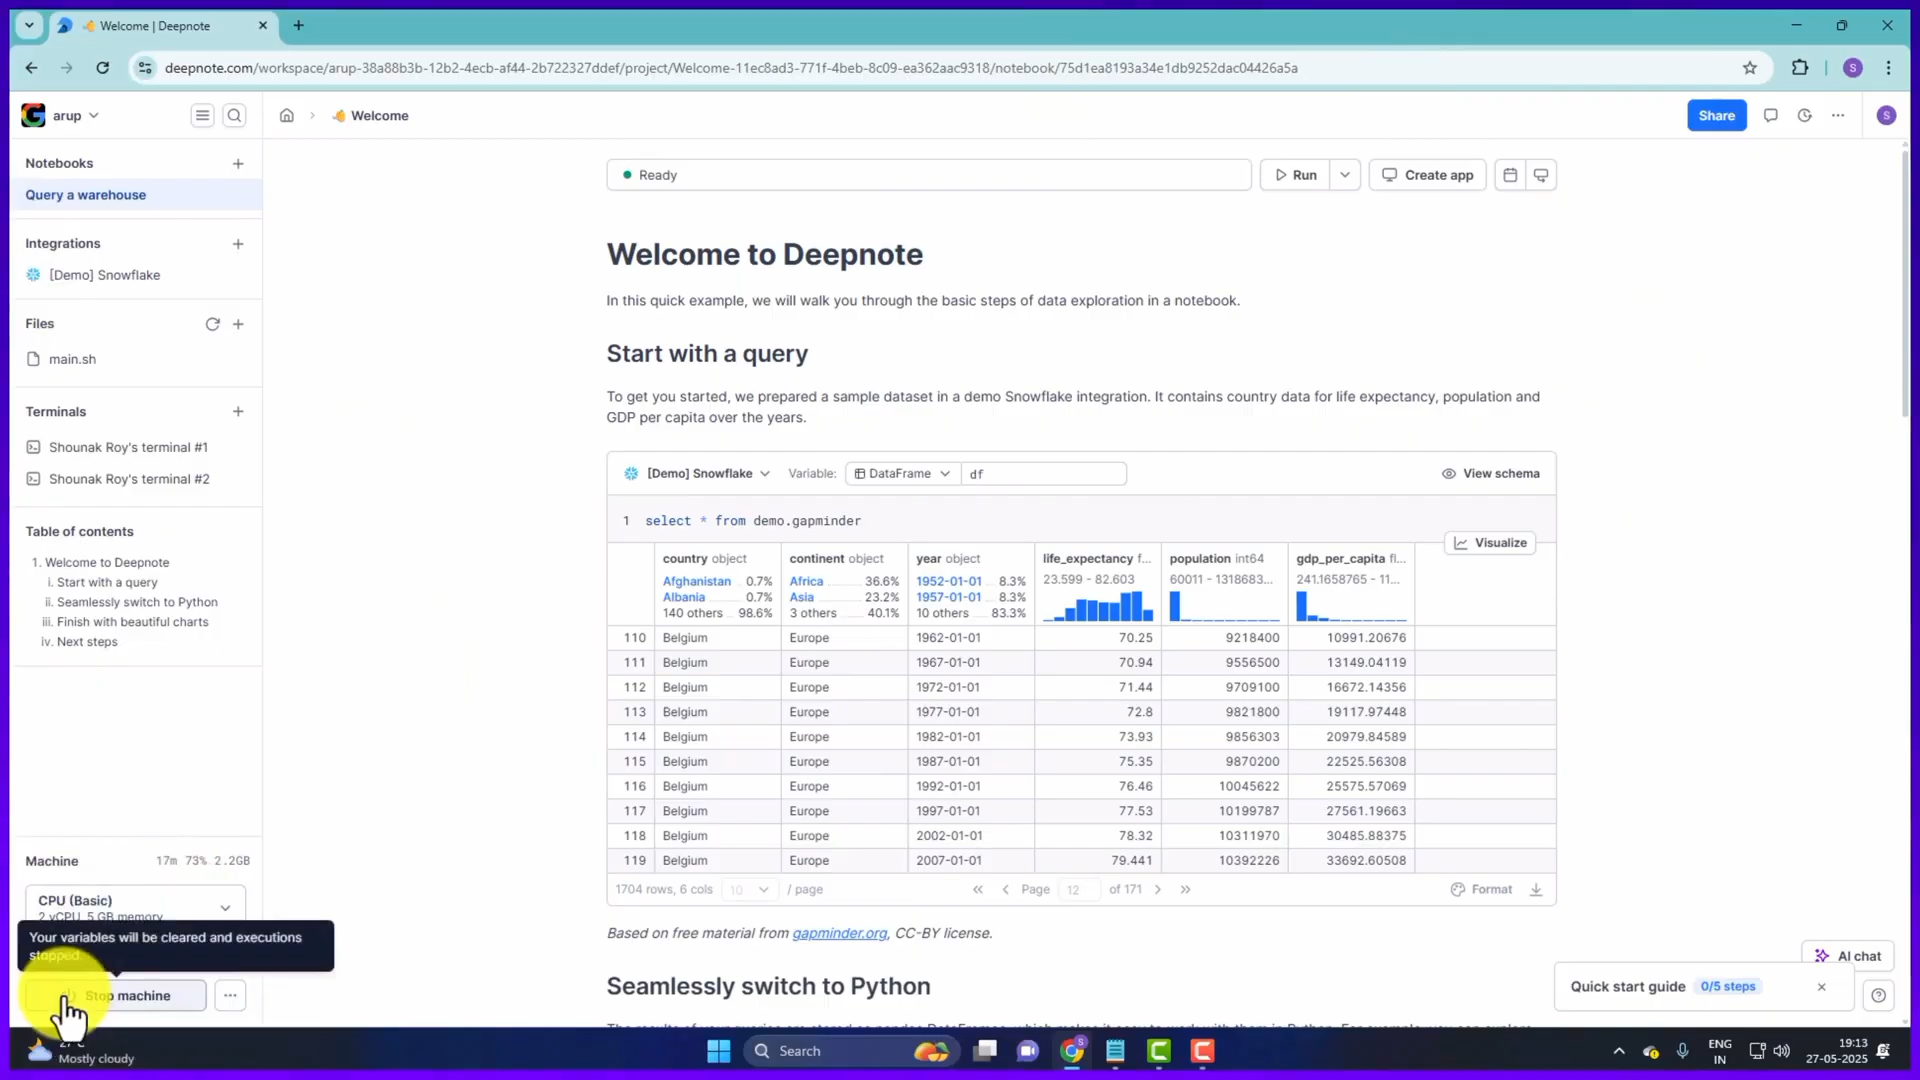 Welcome | Deepnote
deepnote.com/workspace/arup-38a88b3b-12b2-4ecb-af44-2b722327ddef/project/Welcome-11ec8ad3-771f-4beb-8c09-ea362aac9318/notebook/75d1ea8193a34e1db9252dac04426a5a
S
G arup
Welcome
Share
S
Notebooks
Query a warehouse
Ready
Run
Create app
Integrations
[Demo] Snowflake
Files
main.sh
Terminals
Shounak Roy's terminal #1
Shounak Roy's terminal #2
Table of contents
1. Welcome to Deepnote
i. Start with a query
ii. Seamlessly switch to Python
iii. Finish with beautiful charts
iv. Next steps
Welcome to Deepnote
In this quick example, we will walk you through the basic steps of data exploration in a notebook.
Start with a query
To get you started, we prepared a sample dataset in a demo Snowflake integration. It contains country data for life expectancy, population and
GDP per capita over the years.
[Demo] Snowflake Variable: DataFrame df View schema
1 select * from demo.gapminder
Visualize
country object continent object year object life_expectancy f... population int64 gdp_per_capita fl...
Afghanistan 0.7% Africa 36.6% 1952-01-01 8.3% 23.599 - 82.603 60011 - 1318683... 241.1658765 - 11...
Albania 0.7% Asia 23.2% 1957-01-01 8.3%
140 others 98.6% 3 others 40.1% 10 others 83.3%
110 Belgium Europe 1962-01-01 70.25 9218400 10991.20676
111 Belgium Europe 1967-01-01 70.94 9556500 13149.04119
112 Belgium Europe 1972-01-01 71.44 9709100 16672.14356
113 Belgium Europe 1977-01-01 72.8 9821800 19117.97448
114 Belgium Europe 1982-01-01 73.93 9856303 20979.84589
115 Belgium Europe 1987-01-01 75.35 9870200 22525.56308
116 Belgium Europe 1992-01-01 76.46 10045622 25575.57069
117 Belgium Europe 1997-01-01 77.53 10199787 27561.19663
118 Belgium Europe 2002-01-01 78.32 10311970 30485.88375
119 Belgium Europe 2007-01-01 79.441 10392226 33692.60508
1704 rows, 6 cols 10 / page Page 12 of 171 Format
Based on free material from gapminder.org, CC-BY license.
Seamlessly switch to Python
Machine 17m 73% 2.2GB
CPU (Basic)
2 vCPU, 5 GB memory
Your variables will be cleared and executions
stopped
Stop machine
AI chat
Quick start guide 0/5 steps
27°C
Mostly cloudy
Search
ENG
IN
19:13
27-05-2025